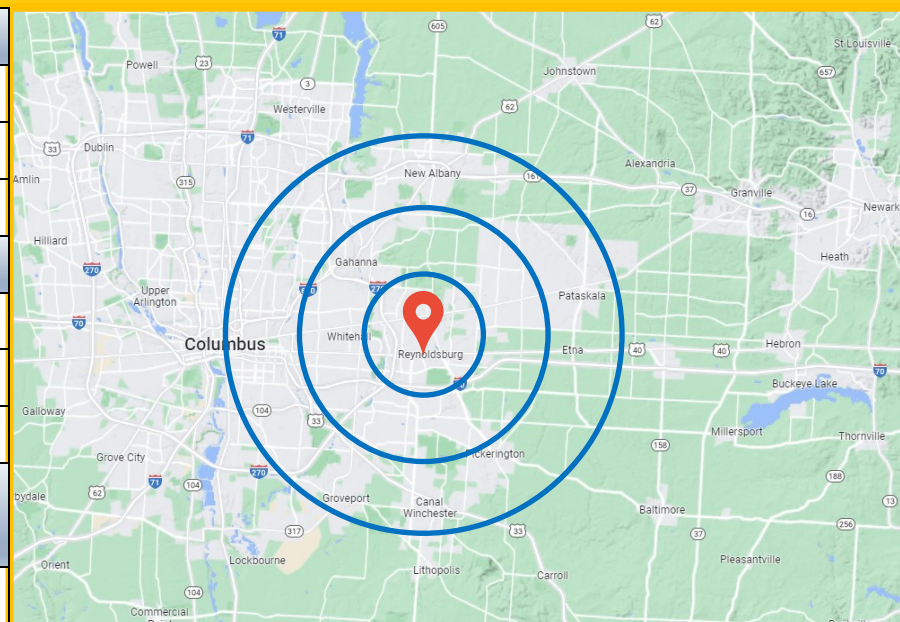 605
62
71
St Louisville
Powell
23
Johnstown
657
3
62
Westerville
71
33
Dublin
Alexandria
New Albany
161
Amlin
315
37
Granville
16
Newark
Hilliard
Gahanna
Heath
270
270
Upper
Arlington
Pataskala
70
Whitehall
Columbus
Reynoldsburg
Etna
40
40
Hebron
70
Buckeye Lake
Galloway
104
33
Millersport
Thornville
158
Pickerington
Grove City
270
188
71
104
62
bydale
Groveport
Canal
Winchester
Baltimore
13
256
317
33
37
Lockbourne
Pleasantville
Orient
Lithopolis
Carroll
104
Commercial